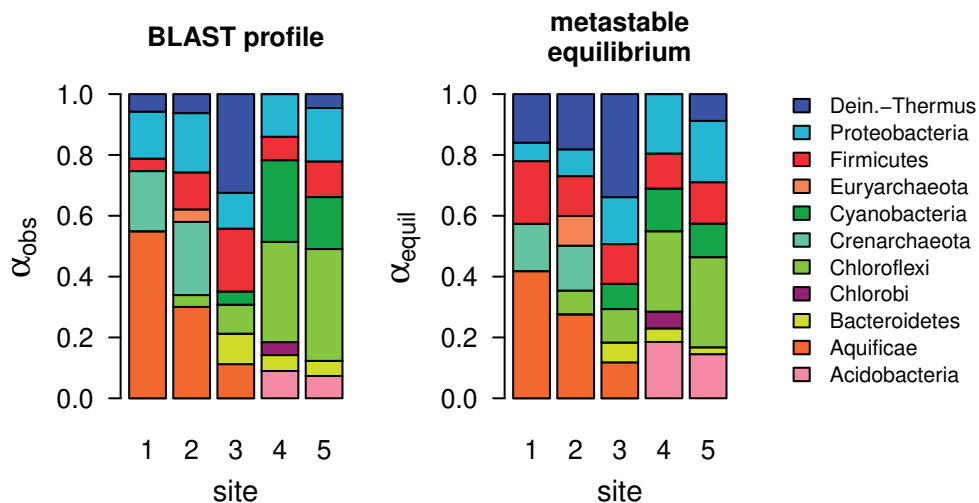 BLAST profile
metastable
equilibrium
αobs
1.0
0.8
0.6
0.4
0.2
0.0
1 2 3 4 5
site
αequil
1.0
0.8
0.6
0.4
0.2
0.0
1 2 3 4 5
site
Dein.−Thermus
Proteobacteria
Firmicutes
Euryarchaeota
Cyanobacteria
Crenarchaeota
Chloroflexi
Chlorobi
Bacteroidetes
Aquificae
Acidobacteria